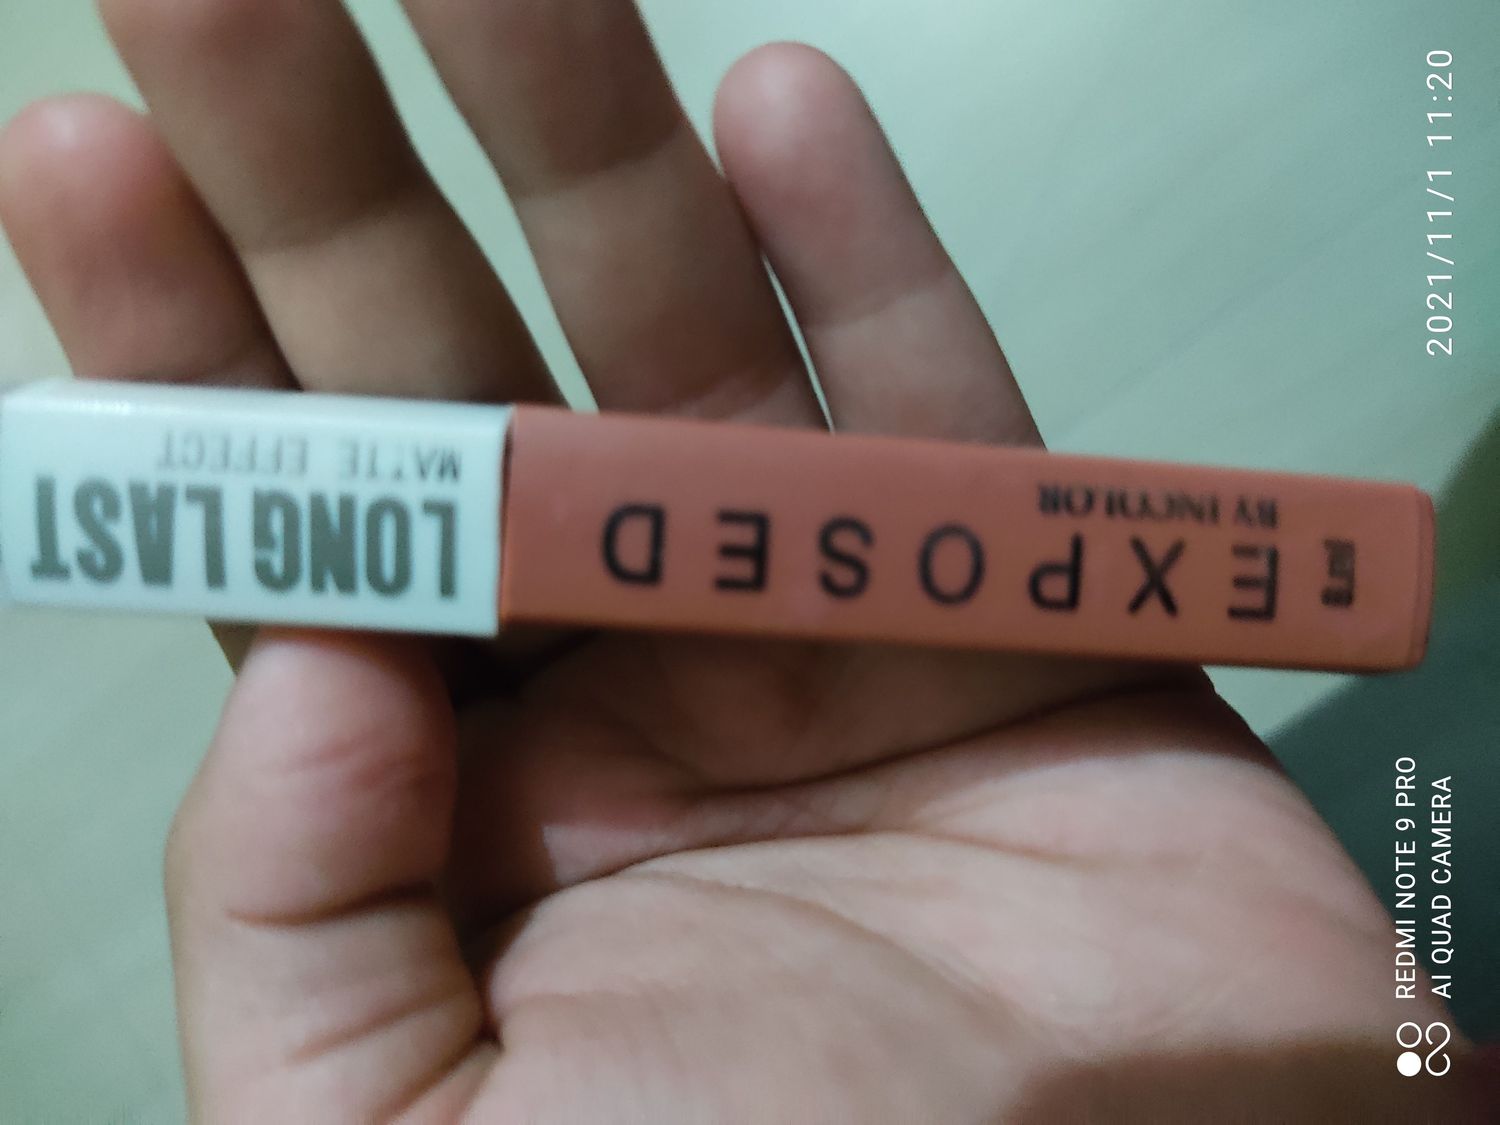 LONG LAST
MATTE EFFECT
EXPOSED
BY INCOLOR
2021/11/1 11:20
REDMI NOTE 9 PRO
AI QUAD CAMERA